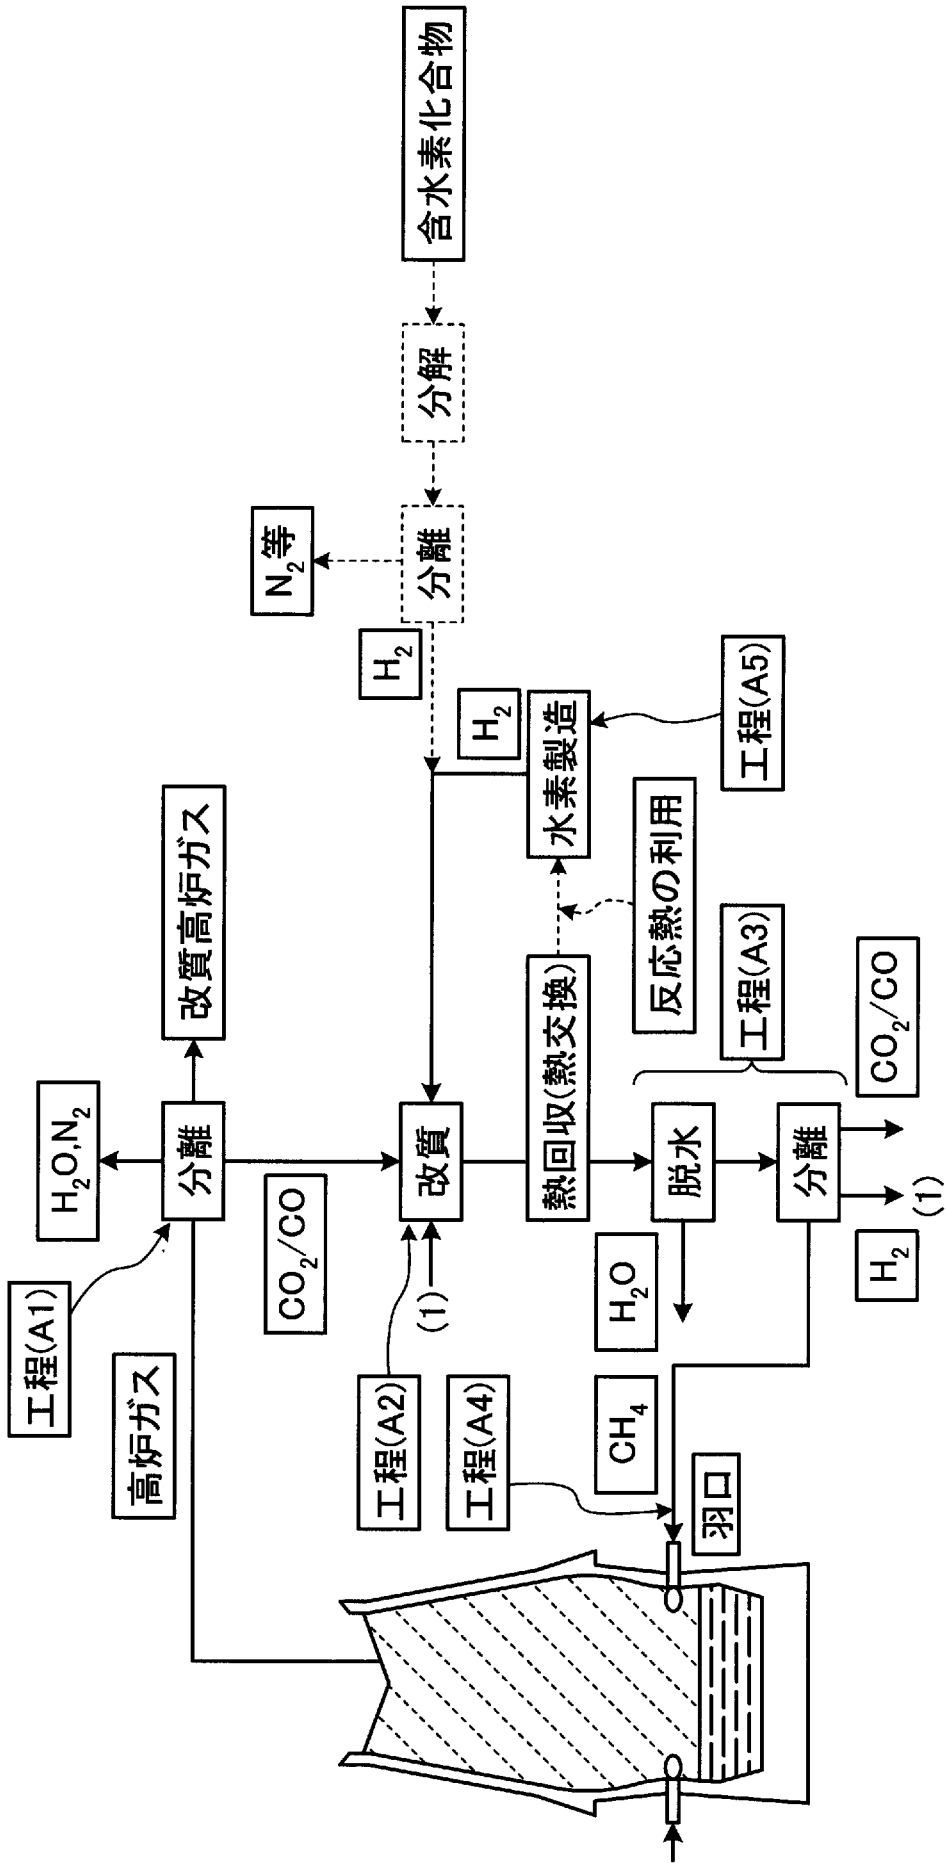 工程(A1)
H2O,N2
高炉ガス
分離
改質高炉ガス
CO2/CO
N2等
工程(A2)
(1)
改質
H2
分離
分解
含水素化合物
工程(A4)
H2
熱回収(熱交換)
水素製造
CH4
H2O
脱水
反応熱の利用
羽口
工程(A3)
工程(A5)
分離
H2
(1)
CO2/CO